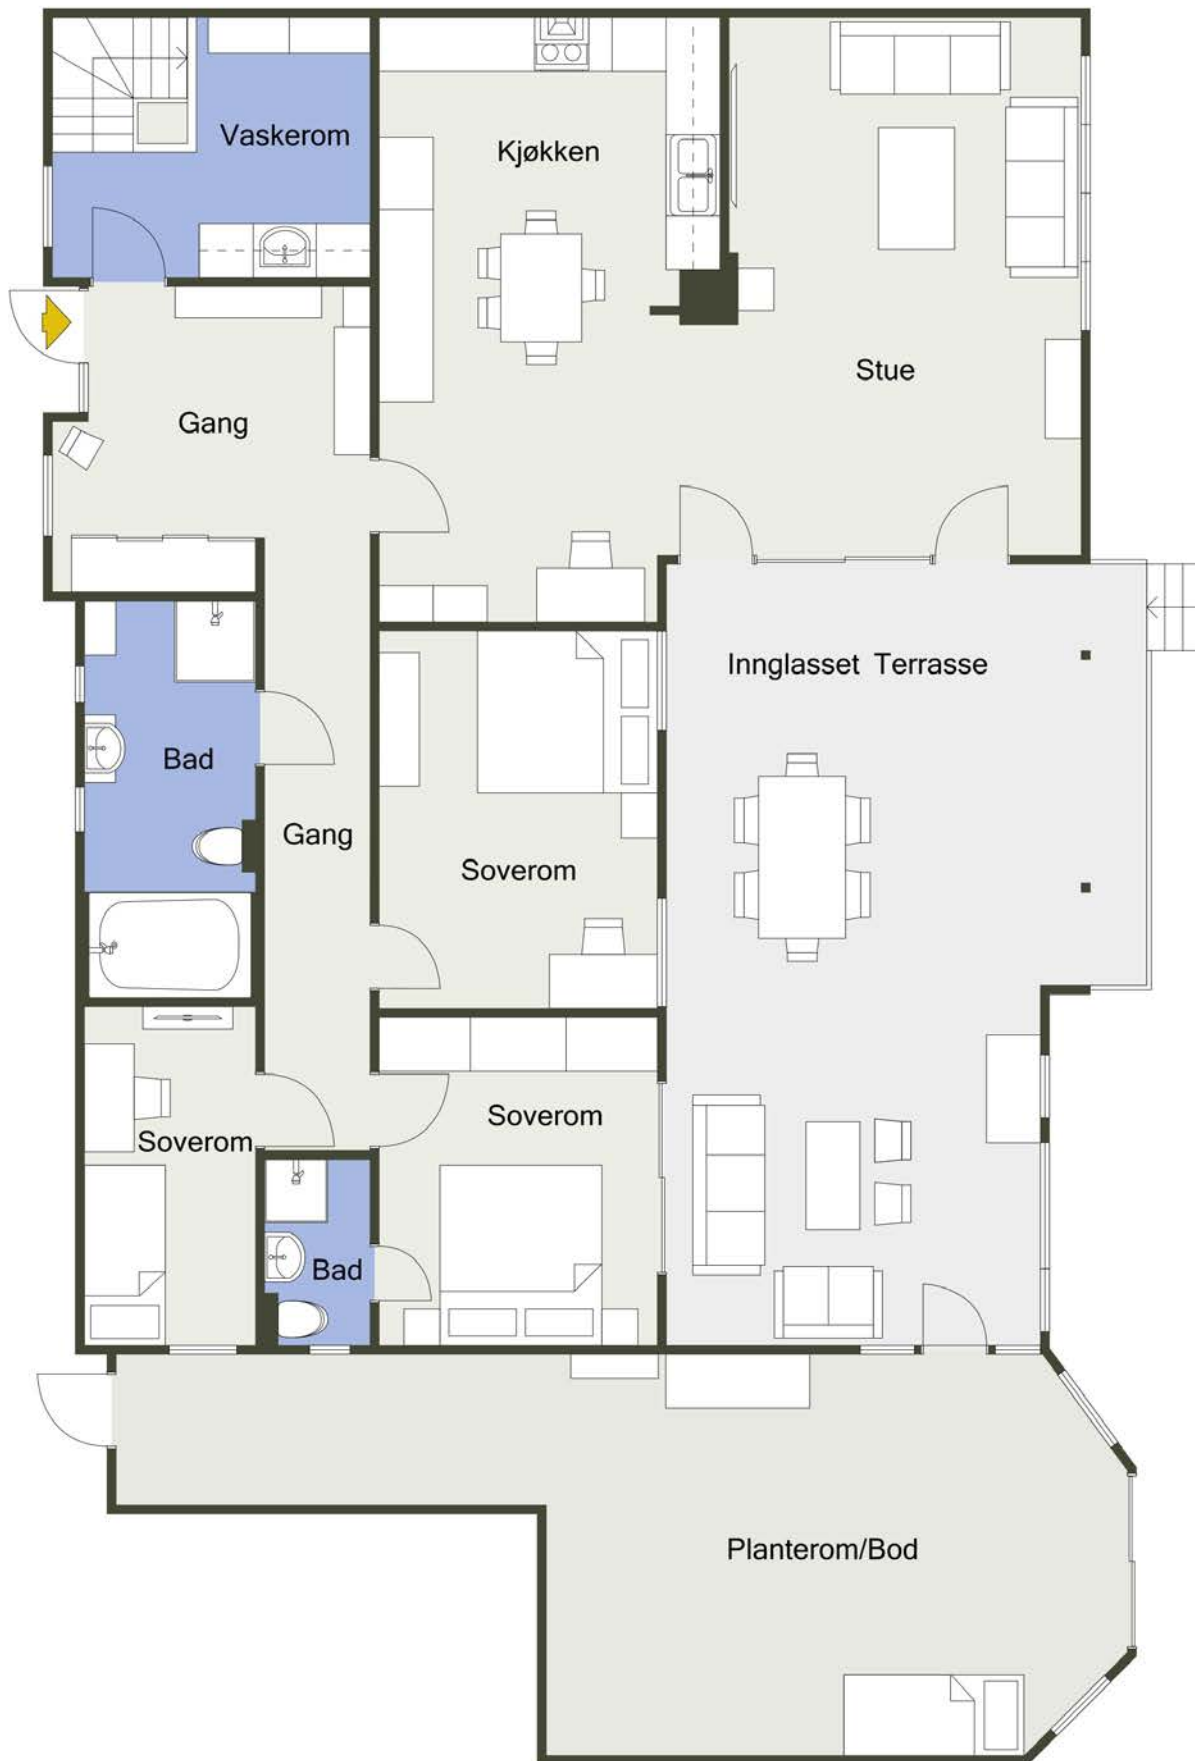 Vaskerom
Kjøkken
Stue
Gang
Innglasset Terrasse
Bad
Gang
Soverom
Soverom
Soverom
Bad
Planterom/Bod